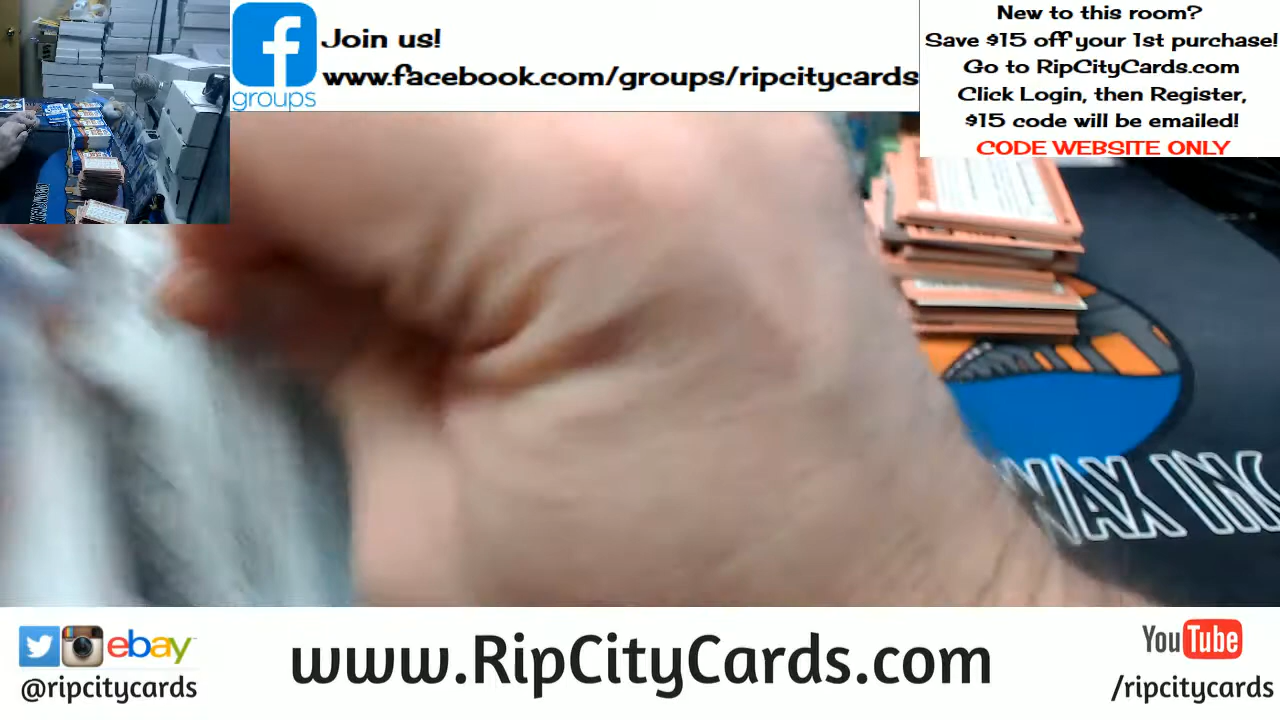 Join us!
www.facebook.com/groups/ripcitycards
groups
New to this room?
Save $15 off your 1st purchase!
Go to RipCityCards.com
Click Login, then Register,
$15 code will be emailed!
CODE WEBSITE ONLY
WAX INC
ebay
@ripcitycards
www.RipCityCards.com
YouTube
/ripcitycards